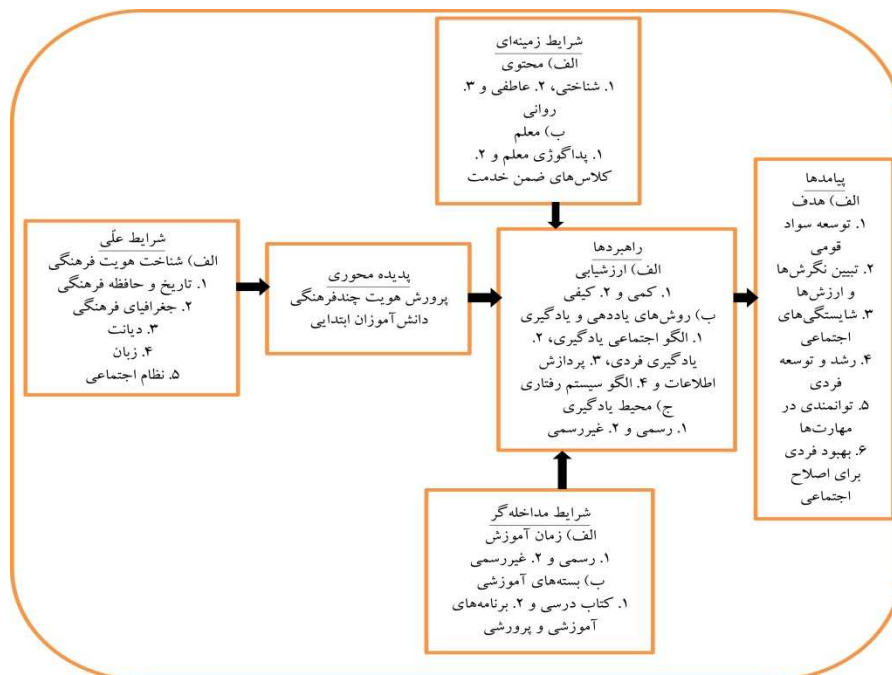 شرایط زمینه‌ای
الف) محتوی
۱. شناختی، ۲. عاطفی و ۳.
روانی
ب) معلم
۱. پداگوژی معلم و ۲.
کلاس‌های ضمن خدمت
شرایط علّی
الف) شناخت هویت فرهنگی
۱. تاریخ و حافظه فرهنگی
۲. جغرافیای فرهنگی
۳. دیانت
۴. زبان
۵. نظام اجتماعی
پدیده محوری
پرورش هویت چندفرهنگی
دانش‌آموزان ابتدایی
راهبردها
الف) ارزشیابی
۱. کمی و ۲. کیفی
ب) روش‌های یاددهی و یادگیری
۱. الگو اجتماعی یادگیری، ۲.
یادگیری فردی، ۳. پردازش
اطلاعات و ۴. الگو سیستم رفتاری
ج) محیط یادگیری
۱. رسمی و ۲. غیررسمی
شرایط مداخله‌گر
الف) زمان آموزش
۱. رسمی و ۲. غیررسمی
ب) بسته‌های آموزشی
۱. کتاب درسی و ۲. برنامه‌های
آموزشی و پرورشی
پیامدها
الف) هدف
۱. توسعه سواد
قومی
۲. تبیین نگرش‌ها
و ارزش‌ها
۳. شایستگی‌های
اجتماعی
۴. رشد و توسعه
فردی
۵. توانمندی در
مهارت‌ها
۶. بهبود فردی
برای اصلاح
اجتماعی